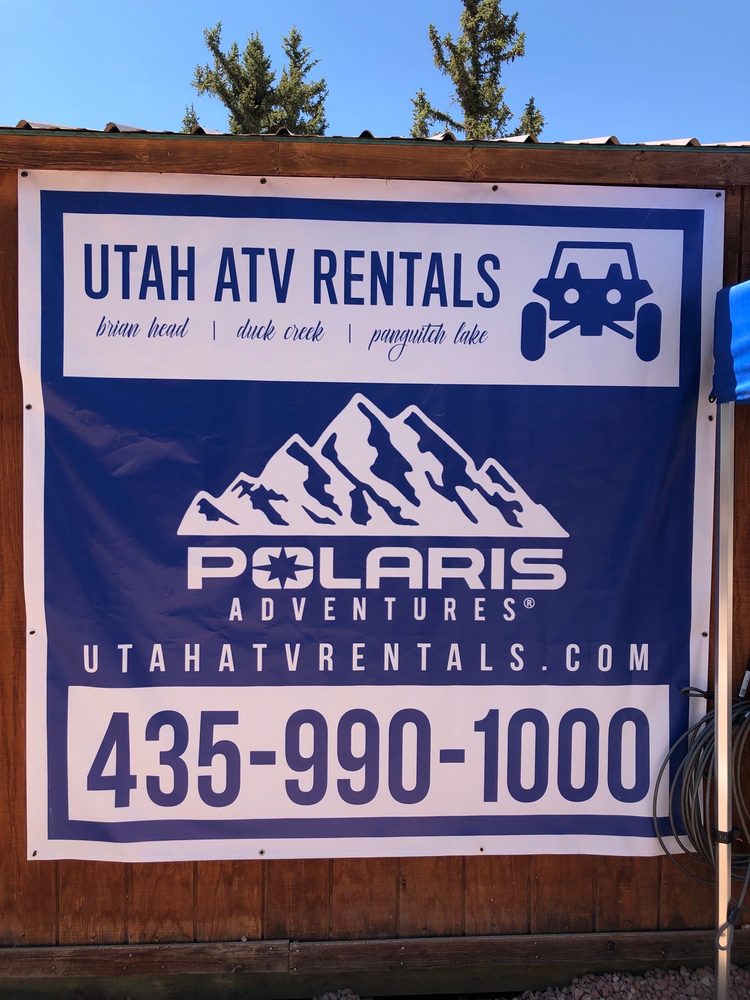 UTAH ATV RENTALS
brian head | duck creek | panguitch lake
POLARIS
ADVENTURES®
UTAHATVRENTALS.COM
435-990-1000